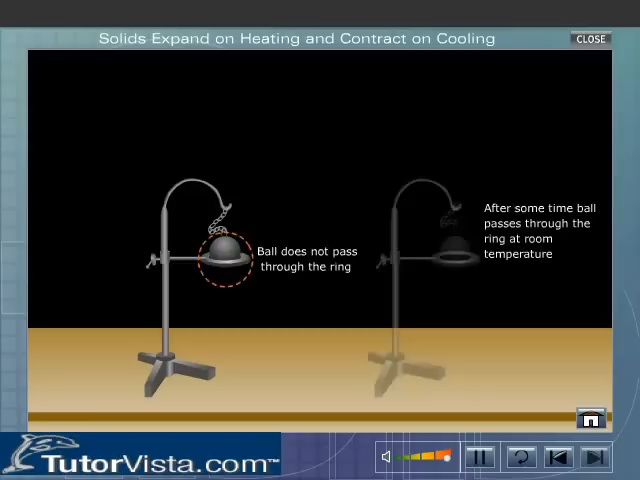 Solids Expand on Heating and Contract on Cooling
CLOSE
Ball does not pass
through the ring
After some time ball
passes through the
ring at room
temperature
TutorVista.com™